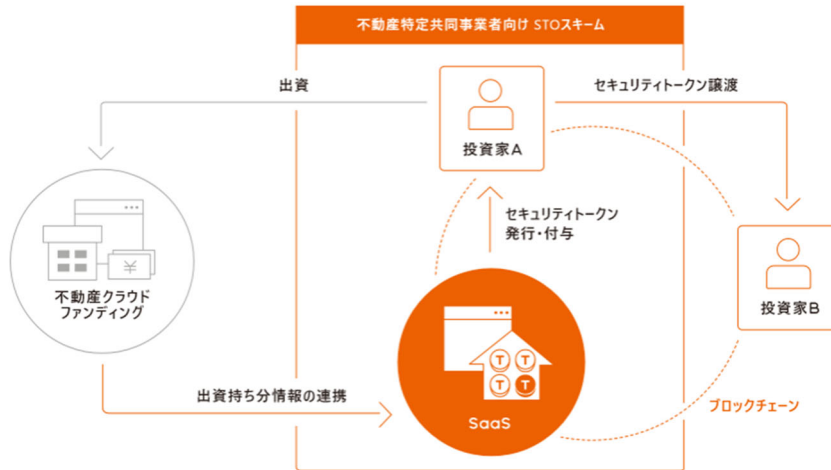 不動産特定共同事業者向け STOスキーム
出資
セキュリティトークン譲渡
投資家A
セキュリティトークン
発行・付与
¥
不動産クラウド
ファンディング
投資家B
T T
T T
出資持ち分情報の連携
SaaS
ブロックチェーン